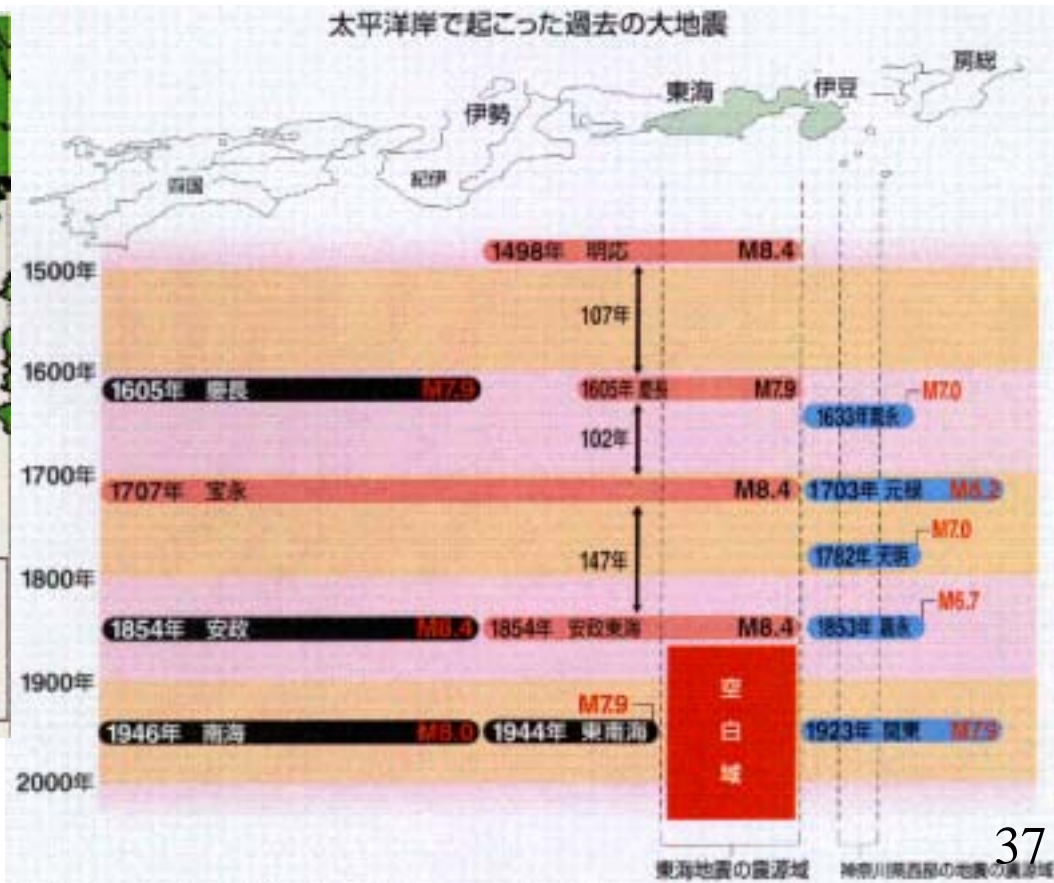 太平洋岸で起こった過去の大地震
房総
東海
伊豆
伊勢
紀伊
四国
1498年 明応 M8.4
1500年
107年
1600年
1605年 慶長 M7.9
1605年 慶長 M7.9
M7.0
1633年寛永
102年
1700年
1707年 宝永 M8.4
1703年 元禄 M8.2
M7.0
1782年 天明
147年
1800年
M6.7
1854年 安政 M8.4
1854年 安政東海 M8.4
1853年 嘉永
1900年
空白域
M7.9
1946年 南海 M8.0
1944年 東南海
1923年 関東 M7.9
2000年
37
東海地震の震源域
神奈川県西部の地震の震源域